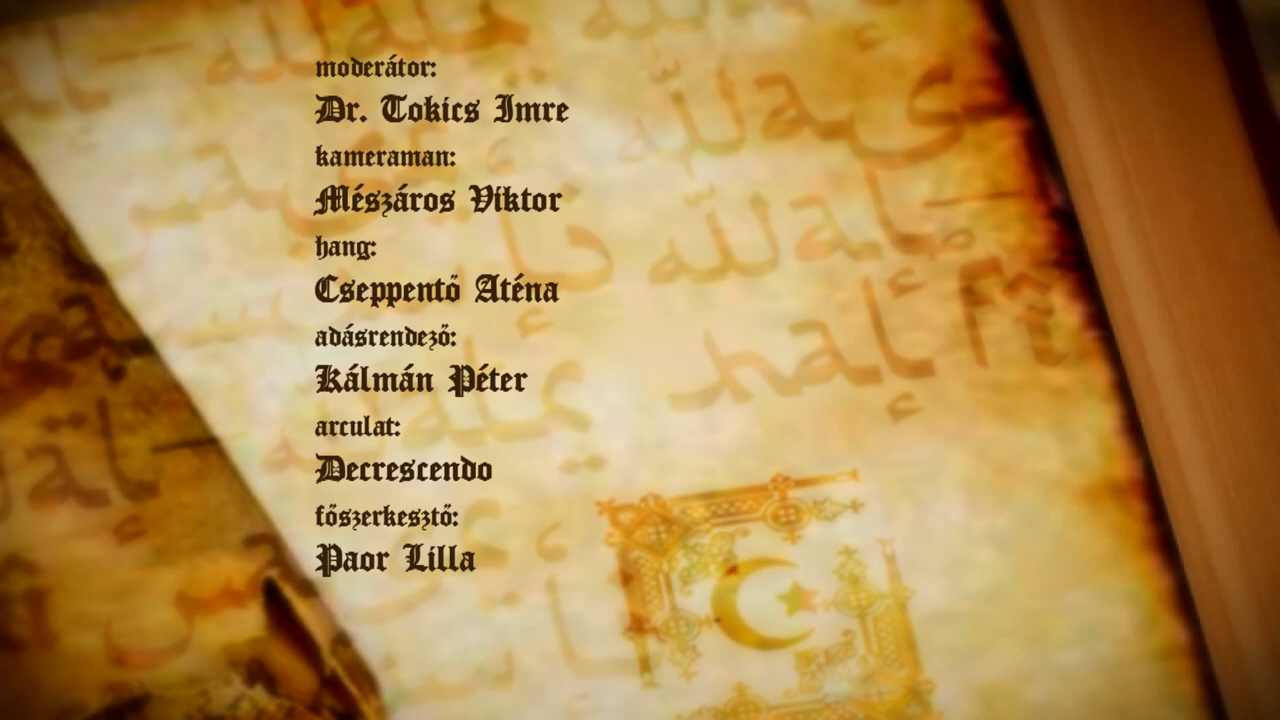 moderátor:
Dr. Tokics Imre
kameraman:
Mészáros Viktor
hang:
Cseppentő Aténa
adásrendező:
Kálmán Péter
arculat:
Decrescendo
főszerkesztő:
Paor Lilla